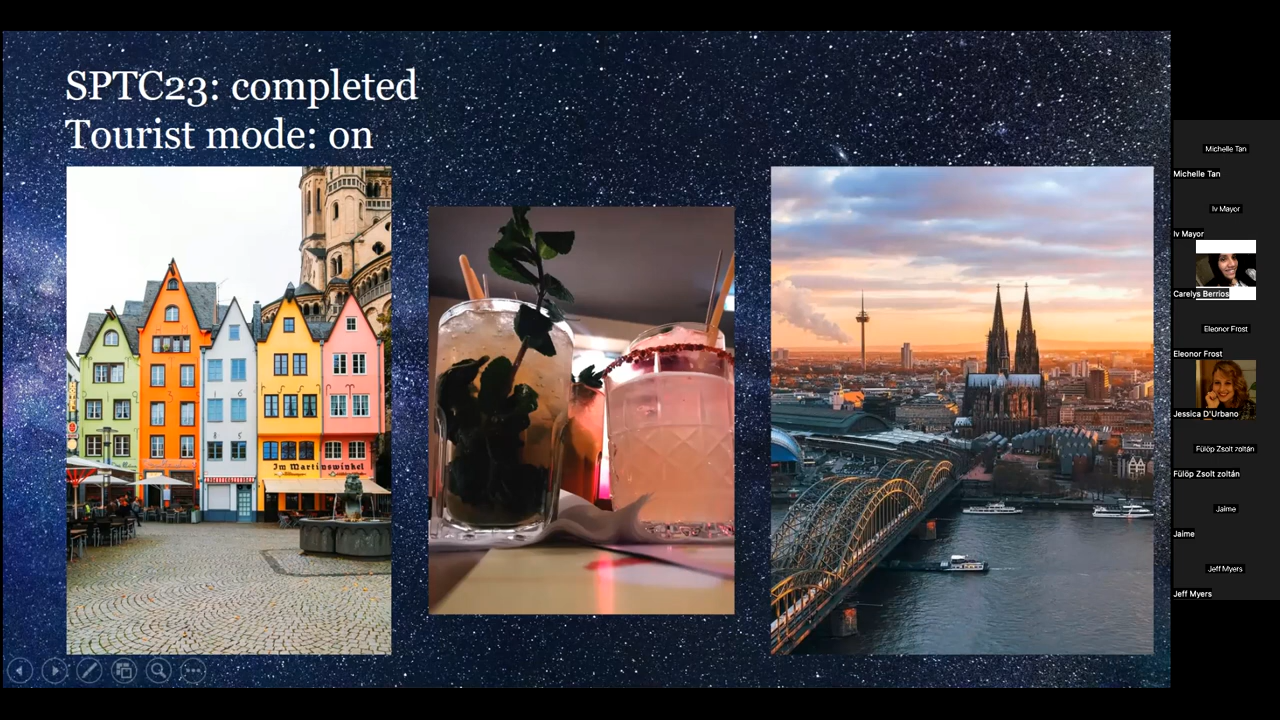 SPTC23: completed
Tourist mode: on
Im Martinswinkel
Michelle Tan
Michelle Tan
Iv Mayor
Iv Mayor
Carelys Berrios
Eleonor Frost
Eleonor Frost
Jessica D'Urbano
Fülöp Zsolt zoltán
Fülöp Zsolt zoltán
Jaime
Jaime
Jeff Myers
Jeff Myers